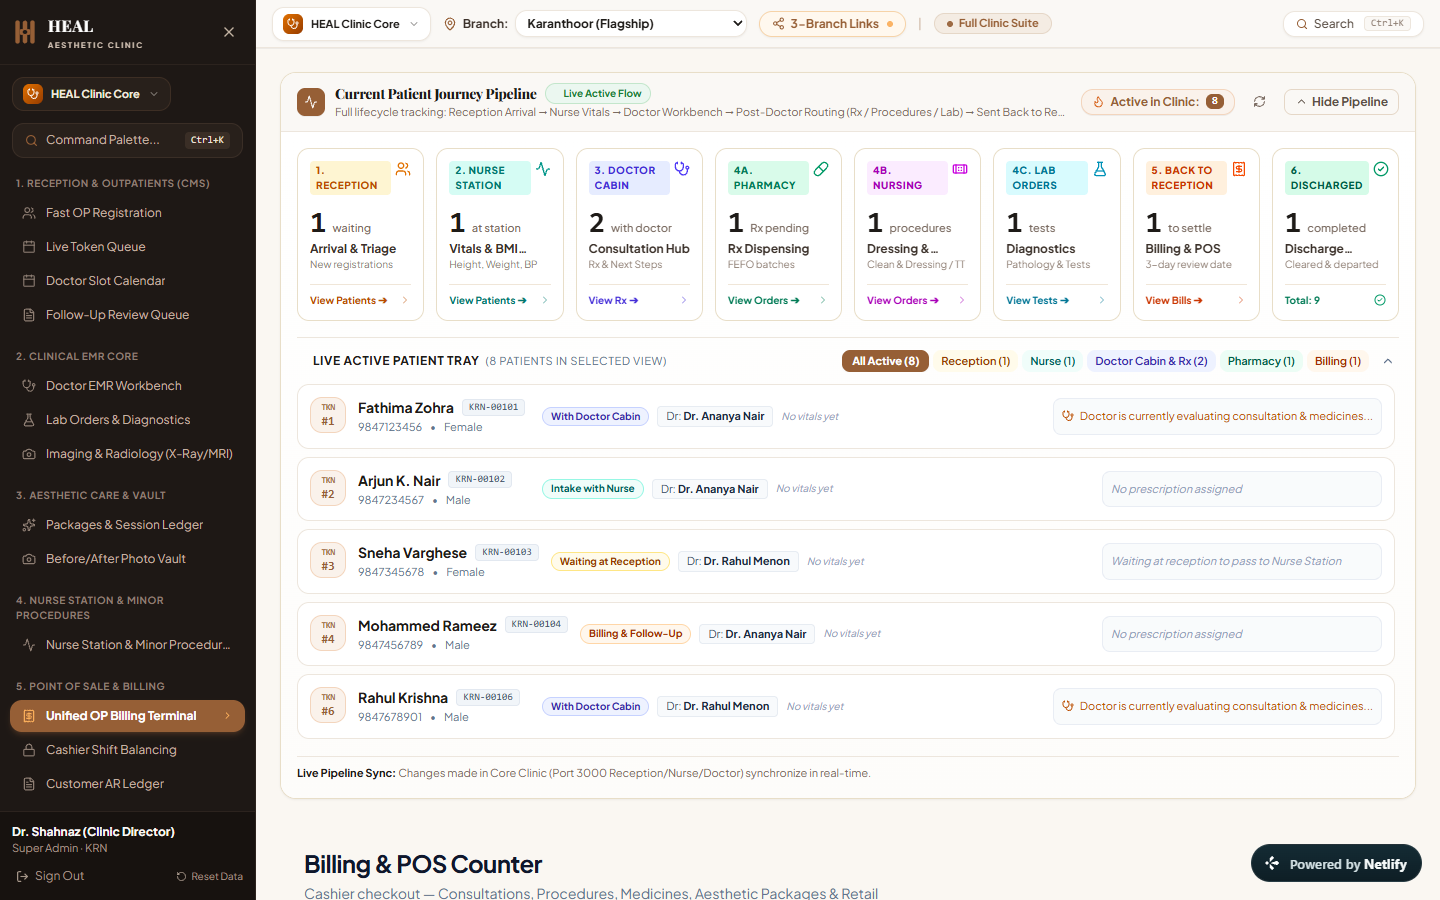 HEAL
AESTHETIC CLINIC
HEAL Clinic Core
Command Palette... Ctrl+K
1. RECEPTION & OUTPATIENTS (CMS)
Fast OP Registration
Live Token Queue
Doctor Slot Calendar
Follow-Up Review Queue
2. CLINICAL EMR CORE
Doctor EMR Workbench
Lab Orders & Diagnostics
Imaging & Radiology (X-Ray/MRI)
3. AESTHETIC CARE & VAULT
Packages & Session Ledger
Before/After Photo Vault
4. NURSE STATION & MINOR
PROCEDURES
Nurse Station & Minor Procedur...
5. POINT OF SALE & BILLING
Unified OP Billing Terminal
Cashier Shift Balancing
Customer AR Ledger
Dr. Shahnaz (Clinic Director)
Super Admin · KRN
Sign Out Reset Data
HEAL Clinic Core Branch: Karanthoor (Flagship) 3-Branch Links | Full Clinic Suite Search Ctrl+K
Current Patient Journey Pipeline Live Active Flow
Full lifecycle tracking: Reception Arrival → Nurse Vitals → Doctor Workbench → Post-Doctor Routing (Rx / Procedures / Lab) → Sent Back to Re...
Active in Clinic: 8 Hide Pipeline
1.
RECEPTION
1 waiting
Arrival & Triage
New registrations
View Patients ➔
2. NURSE
STATION
1 at station
Vitals & BMI...
Height, Weight, BP
View Patients ➔
3. DOCTOR
CABIN
2 with doctor
Consultation Hub
Rx & Next Steps
View Rx ➔
4A.
PHARMACY
1 Rx pending
Rx Dispensing
FEFO batches
View Orders ➔
4B.
NURSING
1 procedures
Dressing &...
Clean & Dressing / TT
View Orders ➔
4C. LAB
ORDERS
1 tests
Diagnostics
Pathology & Tests
View Tests ➔
5. BACK TO
RECEPTION
1 to settle
Billing & POS
3-day review date
View Bills ➔
6.
DISCHARGED
1 completed
Discharge...
Cleared & departed
Total: 9
LIVE ACTIVE PATIENT TRAY (8 PATIENTS IN SELECTED VIEW)
All Active (8) Reception (1) Nurse (1) Doctor Cabin & Rx (2) Pharmacy (1) Billing (1)
TKN
#1
Fathima Zohra KRN-00101
9847123456 • Female
With Doctor Cabin Dr: Dr. Ananya Nair No vitals yet
Doctor is currently evaluating consultation & medicines...
TKN
#2
Arjun K. Nair KRN-00102
9847234567 • Male
Intake with Nurse Dr: Dr. Ananya Nair No vitals yet
No prescription assigned
TKN
#3
Sneha Varghese KRN-00103
9847345678 • Female
Waiting at Reception Dr: Dr. Rahul Menon No vitals yet
Waiting at reception to pass to Nurse Station
TKN
#4
Mohammed Rameez KRN-00104
9847456789 • Male
Billing & Follow-Up Dr: Dr. Ananya Nair No vitals yet
No prescription assigned
TKN
#6
Rahul Krishna KRN-00106
9847678901 • Male
With Doctor Cabin Dr: Dr. Rahul Menon No vitals yet
Doctor is currently evaluating consultation & medicines...
Live Pipeline Sync: Changes made in Core Clinic (Port 3000 Reception/Nurse/Doctor) synchronize in real-time.
Billing & POS Counter
Cashier checkout — Consultations, Procedures, Medicines, Aesthetic Packages & Retail
Powered by Netlify